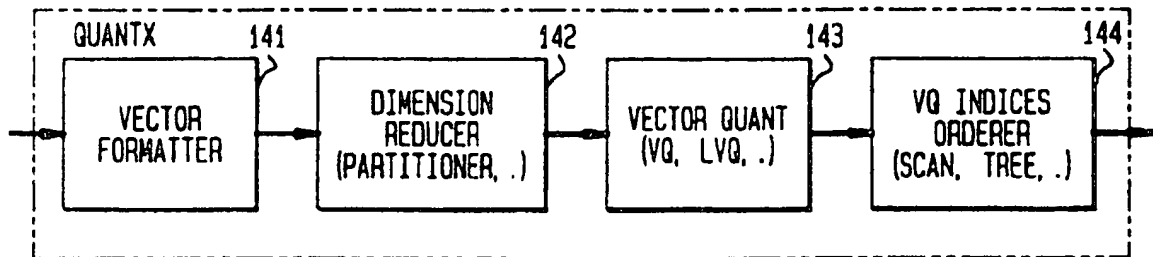 QUANTX
141
142
143
144
VECTOR
FORMATTER
DIMENSION
REDUCER
(PARTITIONER, .)
VECTOR QUANT
(VQ, LVQ, .)
VQ INDICES
ORDERER
(SCAN, TREE, .)